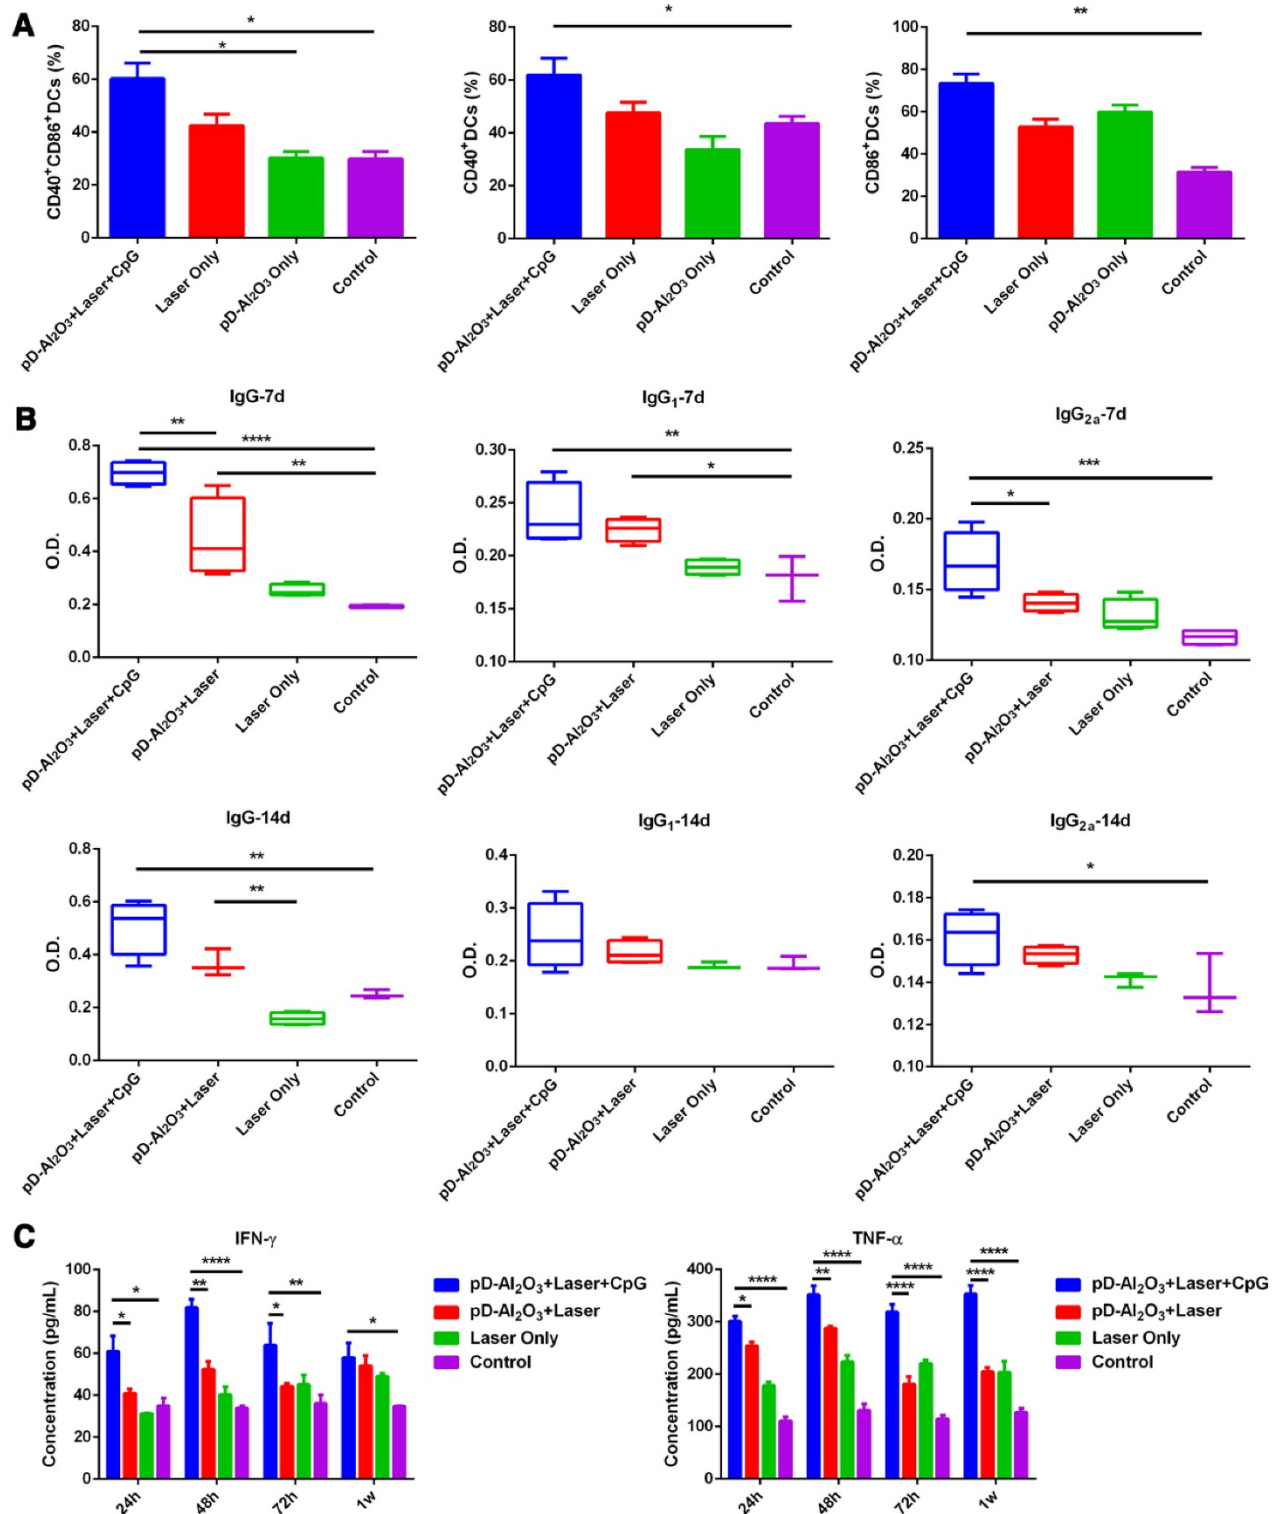 A
CD40+CD86+DCs (%)
80
60
40
20
0
*
*
pD-Al2O3+Laser+CpG
Laser Only
pD-Al2O3 Only
Control
CD40+DCs (%)
80
60
40
20
0
*
pD-Al2O3+Laser+CpG
Laser Only
pD-Al2O3 Only
Control
CD86+DCs (%)
100
80
60
40
20
0
**
pD-Al2O3+Laser+CpG
Laser Only
pD-Al2O3 Only
Control
B
IgG-7d
O.D.
0.8
0.6
0.4
0.2
0.0
**
****
**
pD-Al2O3+Laser+CpG
pD-Al2O3+Laser
Laser Only
Control
IgG1-7d
O.D.
0.30
0.25
0.20
0.15
0.10
**
*
pD-Al2O3+Laser+CpG
pD-Al2O3+Laser
Laser Only
Control
IgG2a-7d
O.D.
0.25
0.20
0.15
0.10
***
*
pD-Al2O3+Laser+CpG
pD-Al2O3+Laser
Laser Only
Control
IgG-14d
O.D.
0.8
0.6
0.4
0.2
0.0
**
**
pD-Al2O3+Laser+CpG
pD-Al2O3+Laser
Laser Only
Control
IgG1-14d
O.D.
0.4
0.3
0.2
0.1
0.0
pD-Al2O3+Laser+CpG
pD-Al2O3+Laser
Laser Only
Control
IgG2a-14d
O.D.
0.20
0.18
0.16
0.14
0.12
0.10
*
pD-Al2O3+Laser+CpG
pD-Al2O3+Laser
Laser Only
Control
C
IFN-γ
Concentration (pg/mL)
100
80
60
40
20
0
*
*
****
**
**
*
*
24h
48h
72h
1w
pD-Al2O3+Laser+CpG
pD-Al2O3+Laser
Laser Only
Control
TNF-α
Concentration (pg/mL)
400
300
200
100
0
****
*
****
**
****
****
****
****
24h
48h
72h
1w
pD-Al2O3+Laser+CpG
pD-Al2O3+Laser
Laser Only
Control